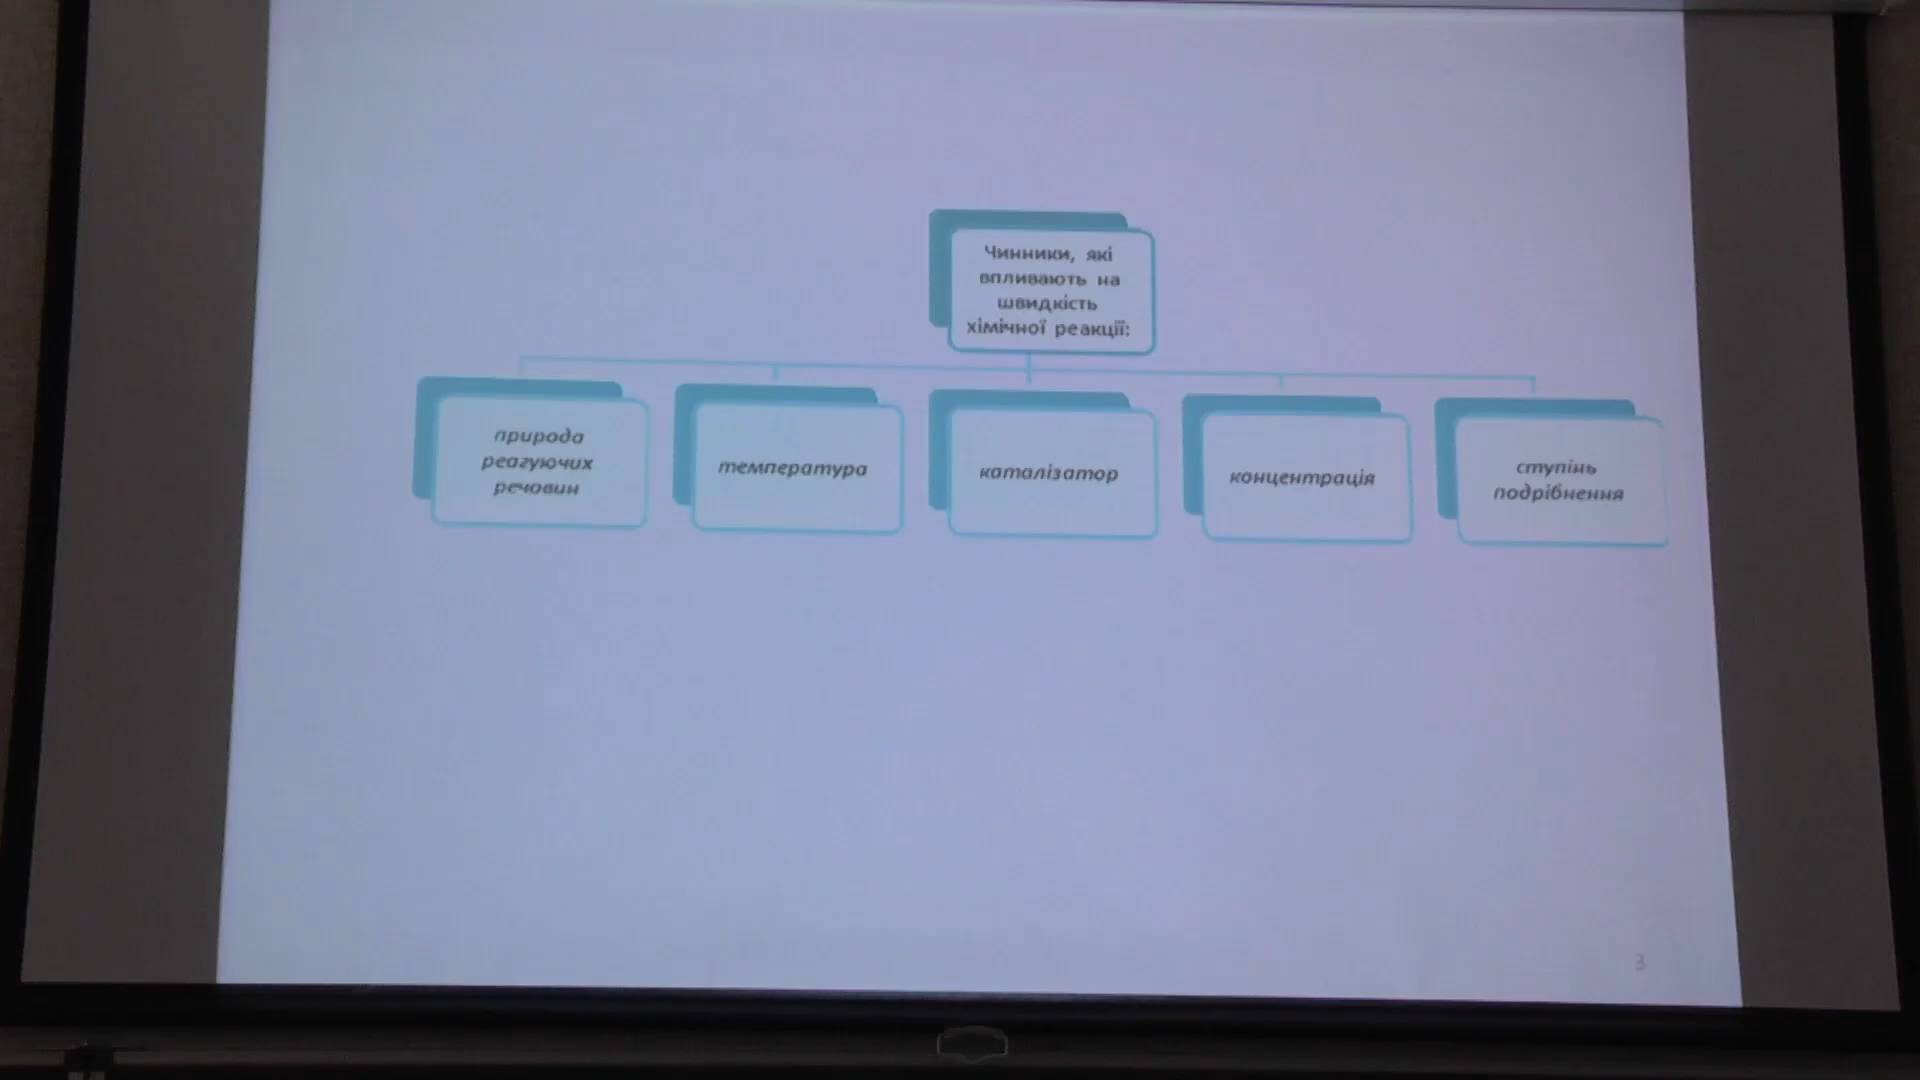 Чинники, які
впливають на
швидкість
хімічної реакції:
природа
реагуючих
речовин
температура
каталізатор
концентрація
ступінь
подрібнення
3